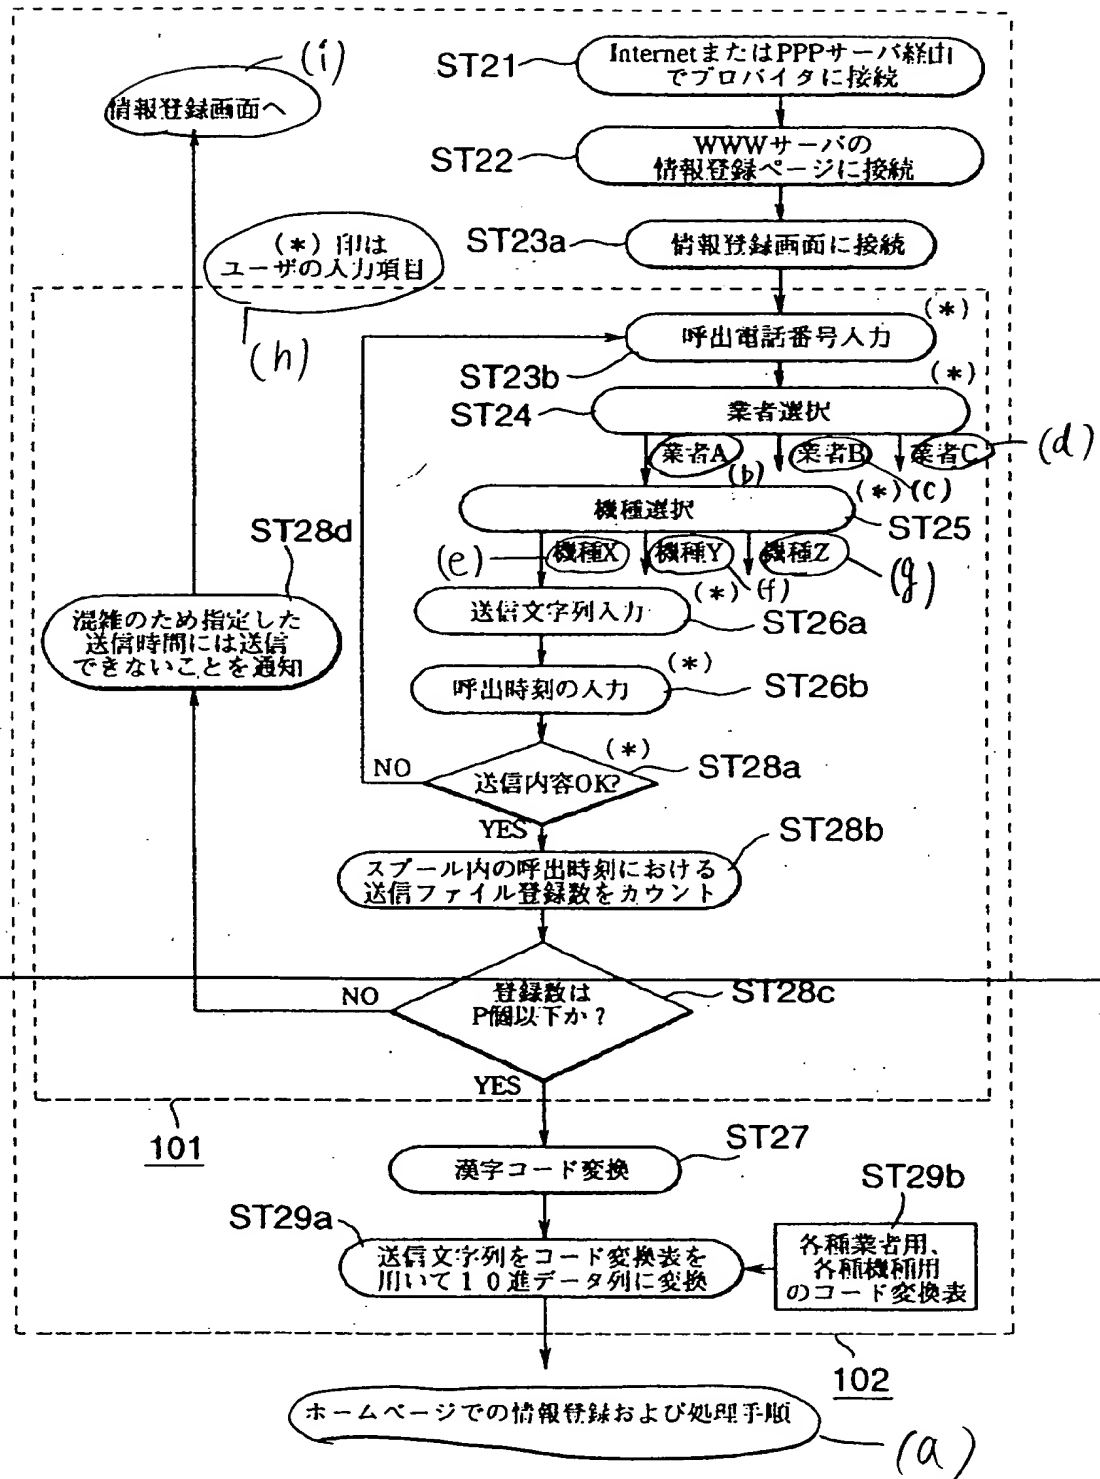 (i)
情報登録画面へ
ST21
InternetまたはPPPサーバ経由
でプロバイダに接続
ST22
WWWサーバの
情報登録ページに接続
ST23a
情報登録画面に接続
(*)印は
ユーザの入力項目
(h)
(*)
呼出電話番号入力
ST23b
(*)
ST24
業者選択
業者A
業者B
業者C
(d)
(b)
(*)
(c)
機種選択
ST25
(e)
機種X
機種Y
機種Z
(g)
(*)
(f)
送信文字列入力
ST26a
(*)
呼出時刻の入力
ST26b
ST28d
混雑のため指定した
送信時間には送信
できないことを通知
(*)
NO
送信内容OK?
ST28a
YES
ST28b
スプール内の呼出時刻における
送信ファイル登録数をカウント
NO
登録数は
P個以下か?
ST28c
YES
101
ST27
漢字コード変換
ST29b
ST29a
送信文字列をコード変換表を
用いて10進データ列に変換
各種業者用、
各種機種用
のコード変換表
102
ホームページでの情報登録および処理手順
(a)